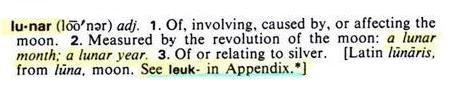 lu·nar (lōō′nər) adj. 1. Of, involving, caused by, or affecting the
moon. 2. Measured by the revolution of the moon: a lunar
month; a lunar year. 3. Of or relating to silver. [Latin lūnāris,
from lūna, moon. See leuk- in Appendix.*]